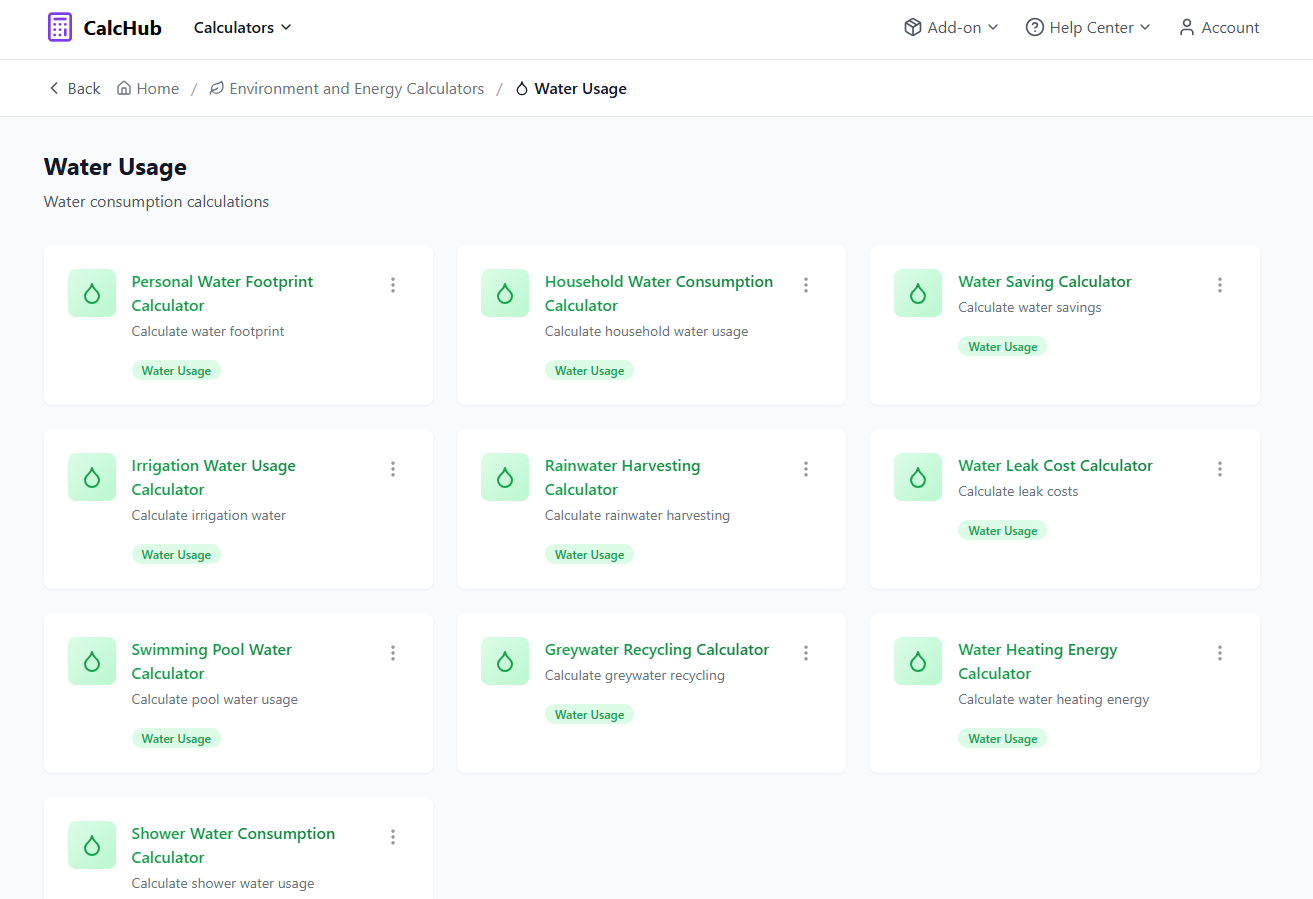 CalcHub
Calculators
Add-on
Help Center
Account
Back
Home
/
Environment and Energy Calculators
/
Water Usage
Water Usage
Water consumption calculations
Personal Water Footprint
Calculator
Calculate water footprint
Water Usage
Household Water Consumption
Calculator
Calculate household water usage
Water Usage
Water Saving Calculator
Calculate water savings
Water Usage
Irrigation Water Usage
Calculator
Calculate irrigation water
Water Usage
Rainwater Harvesting
Calculator
Calculate rainwater harvesting
Water Usage
Water Leak Cost Calculator
Calculate leak costs
Water Usage
Swimming Pool Water
Calculator
Calculate pool water usage
Water Usage
Greywater Recycling Calculator
Calculate greywater recycling
Water Usage
Water Heating Energy
Calculator
Calculate water heating energy
Water Usage
Shower Water Consumption
Calculator
Calculate shower water usage